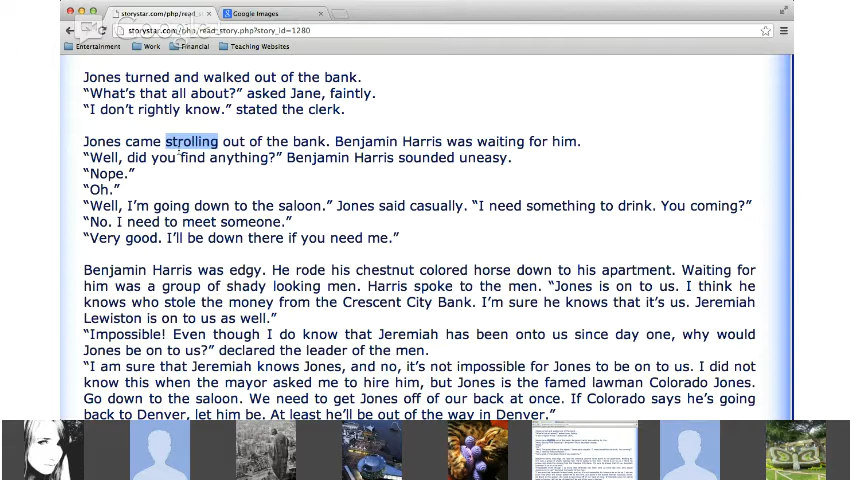 storystar.com/php/read_s
Google Images
storystar.com/php/read_story.php?story_id=1280
Google
Entertainment Work Financial Teaching Websites
Jones turned and walked out of the bank.
“What’s that all about?” asked Jane, faintly.
“I don’t rightly know.” stated the clerk.
Jones came strolling out of the bank. Benjamin Harris was waiting for him.
“Well, did you find anything?” Benjamin Harris sounded uneasy.
“Nope.”
“Oh.”
“Well, I’m going down to the saloon.” Jones said casually. “I need something to drink. You coming?”
“No. I need to meet someone.”
“Very good. I’ll be down there if you need me.”
Benjamin Harris was edgy. He rode his chestnut colored horse down to his apartment. Waiting for
him was a group of shady looking men. Harris spoke to the men. “Jones is on to us. I think he
knows who stole the money from the Crescent City Bank. I’m sure he knows that it’s us. Jeremiah
Lewiston is on to us as well.”
“Impossible! Even though I do know that Jeremiah has been onto us since day one, why would
Jones be on to us?” declared the leader of the men.
“I am sure that Jeremiah knows Jones, and no, it’s not impossible for Jones to be on to us. I did not
know this when the mayor asked me to hire him, but Jones is the famed lawman Colorado Jones.
Go down to the saloon. We need to get Jones off of our back at once. If Colorado says he’s going
back to Denver, let him be. At least he’ll be out of the way in Denver.”